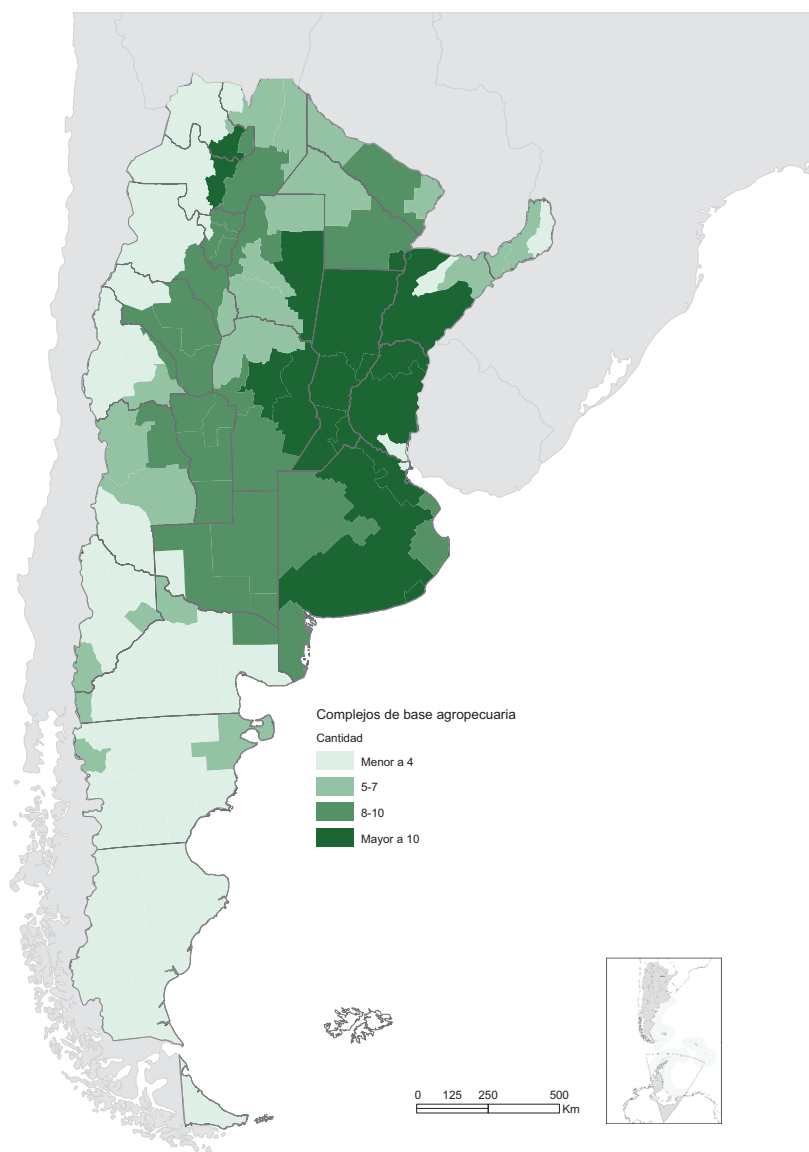 Complejos de base agropecuaria
Cantidad
Menor a 4
5-7
8-10
Mayor a 10
0 125 250 500
Km